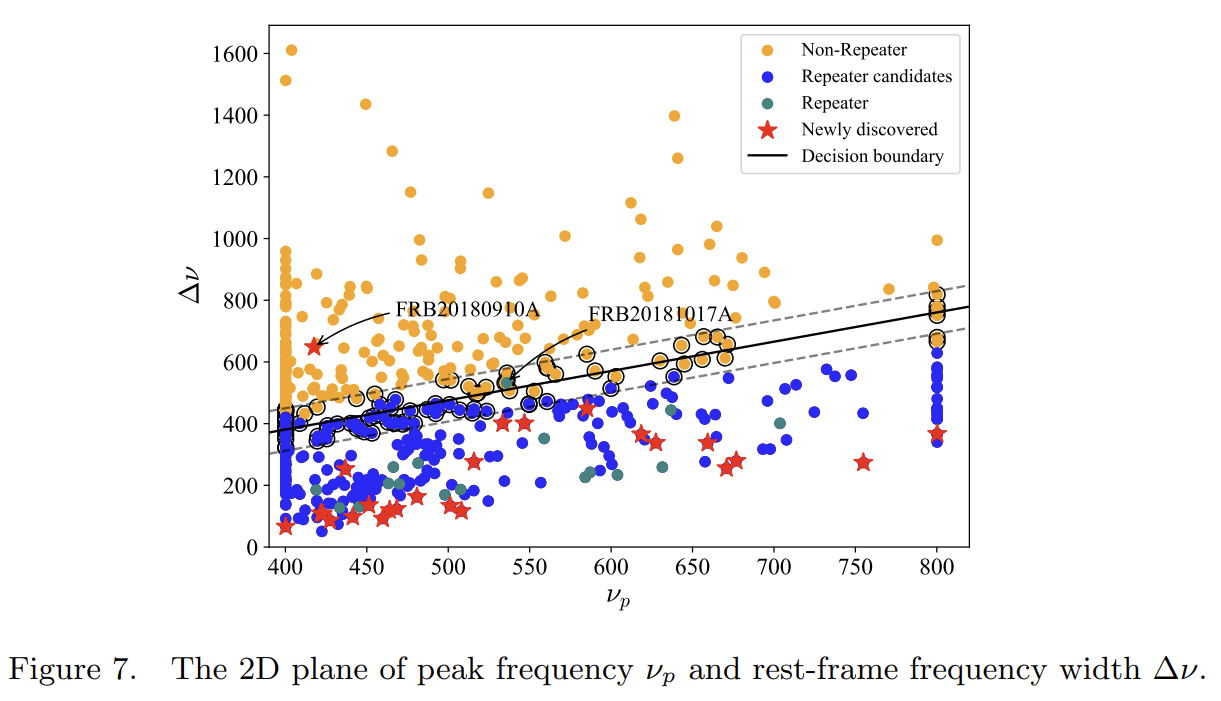 1600
1400
1200
1000
800
600
400
200
0
Δν
Non-Repeater
Repeater candidates
Repeater
Newly discovered
Decision boundary
FRB20180910A
FRB20181017A
400 450 500 550 600 650 700 750 800
νp
Figure 7. The 2D plane of peak frequency νp and rest-frame frequency width Δν.